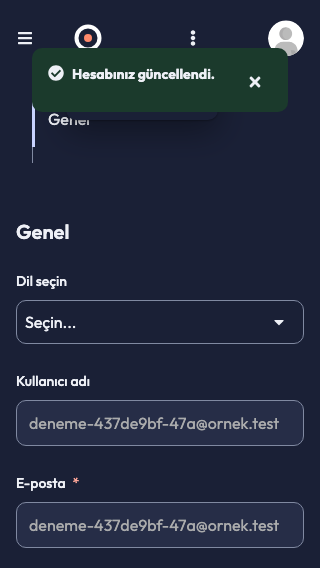 Hesabınız güncellendi.
Genel
Genel
Dil seçin
Seçin...
Kullanıcı adı
deneme-437de9bf-47a@ornek.test
E-posta *
deneme-437de9bf-47a@ornek.test